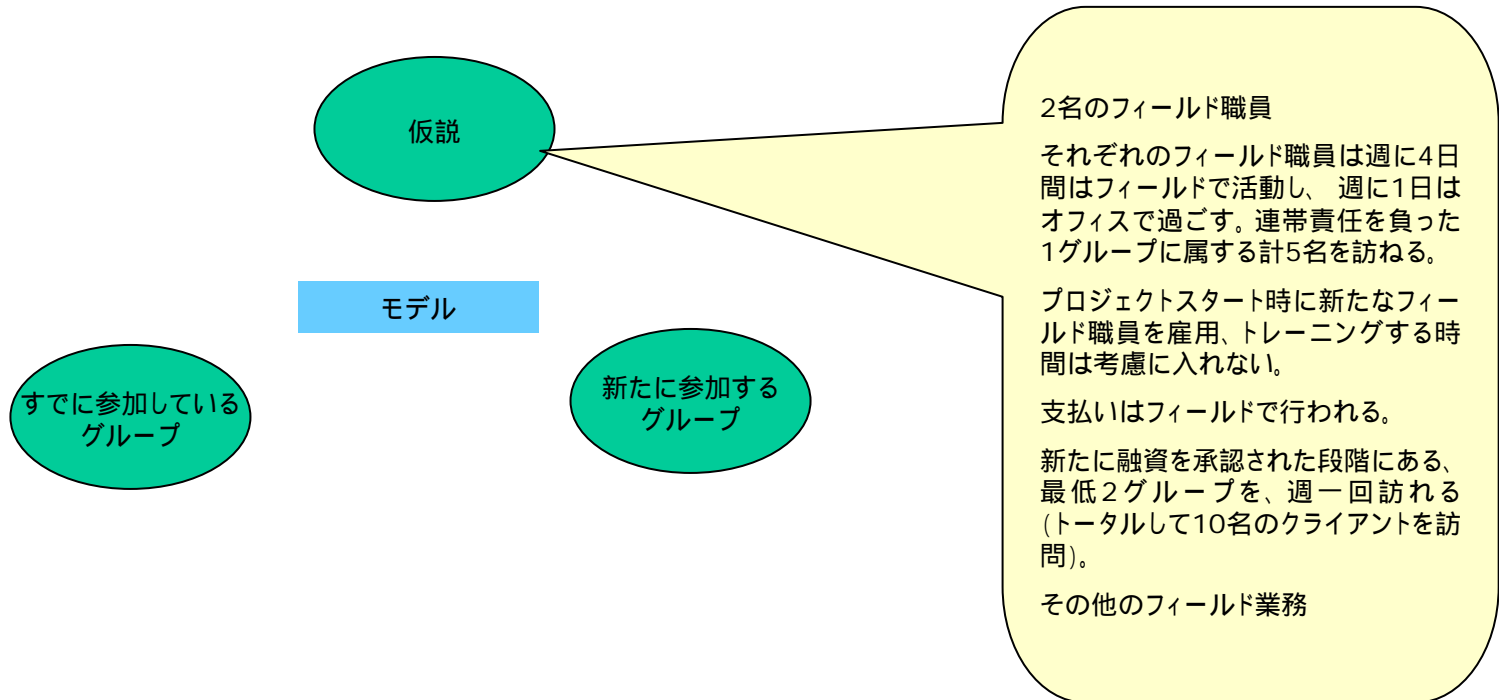 仮説
モデル
すでに参加している
グループ
新たに参加する
グループ
2名のフィールド職員
それぞれのフィールド職員は週に4日
間はフィールドで活動し、 週に1日は
オフィスで過ごす。連帯責任を負った
1グループに属する計5名を訪ねる。
プロジェクトスタート時に新たなフィー
ルド職員を雇用、トレーニングする時
間は考慮に入れない。
支払いはフィールドで行われる。
新たに融資を承認された段階にある、
最低2グループを、週一回訪れる
(トータルして10名のクライアントを訪
問)。
その他のフィールド業務